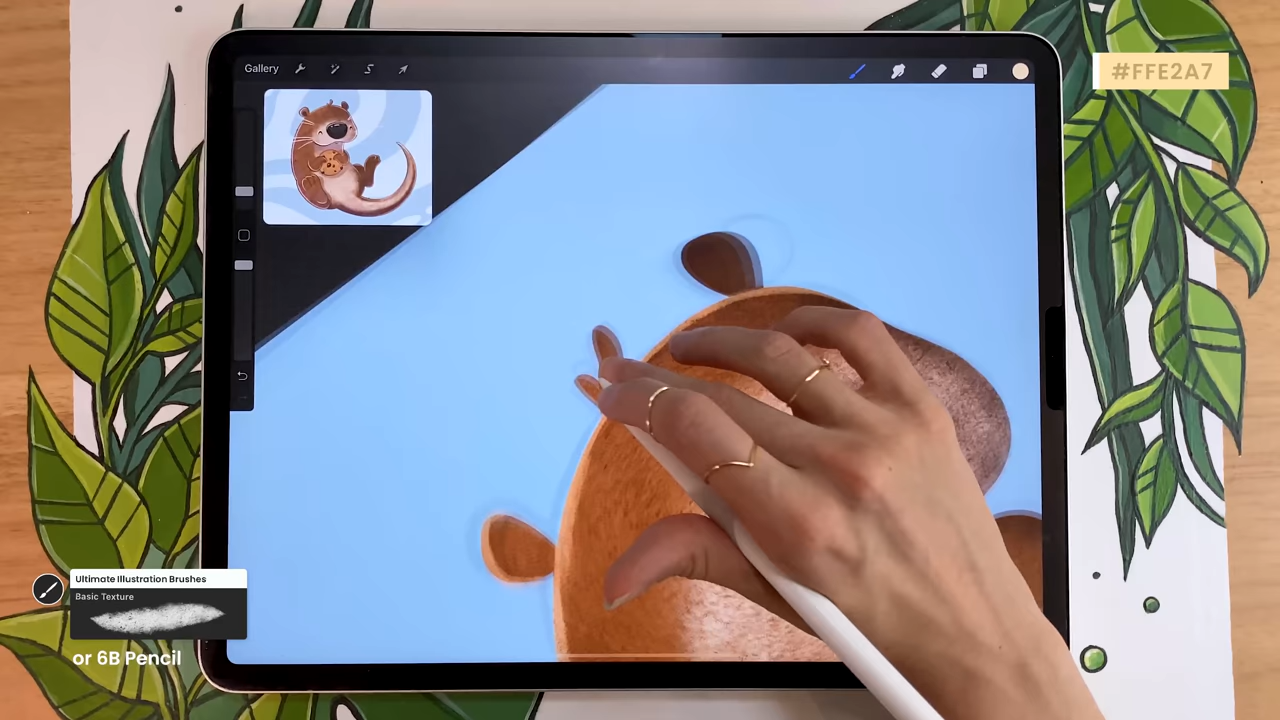 Gallery
#FFE2A7
Ultimate Illustration Brushes
Basic Texture
or 6B Pencil